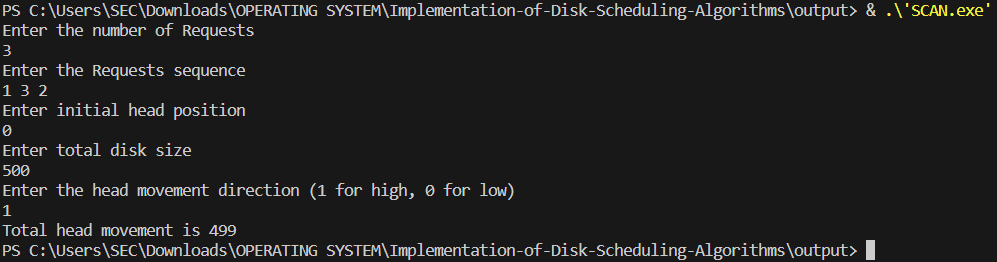 PS C:\Users\SEC\Downloads\OPERATING SYSTEM\Implementation-of-Disk-Scheduling-Algorithms\output> & .\'SCAN.exe'
Enter the number of Requests
3
Enter the Requests sequence
1 3 2
Enter initial head position
0
Enter total disk size
500
Enter the head movement direction (1 for high, 0 for low)
1
Total head movement is 499
PS C:\Users\SEC\Downloads\OPERATING SYSTEM\Implementation-of-Disk-Scheduling-Algorithms\output>